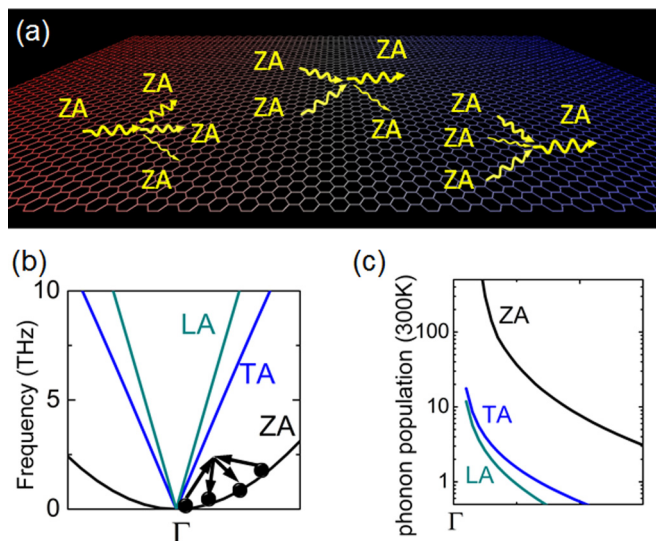 (a)
ZA ZA ZA
ZA ZA ZA ZA
ZA ZA
ZA ZA
ZA
(b)
10
5
0
Frequency (THz)
LA
TA
ZA
Γ
(c)
phonon population (300K)
100
10
1
ZA
TA
LA
Γ